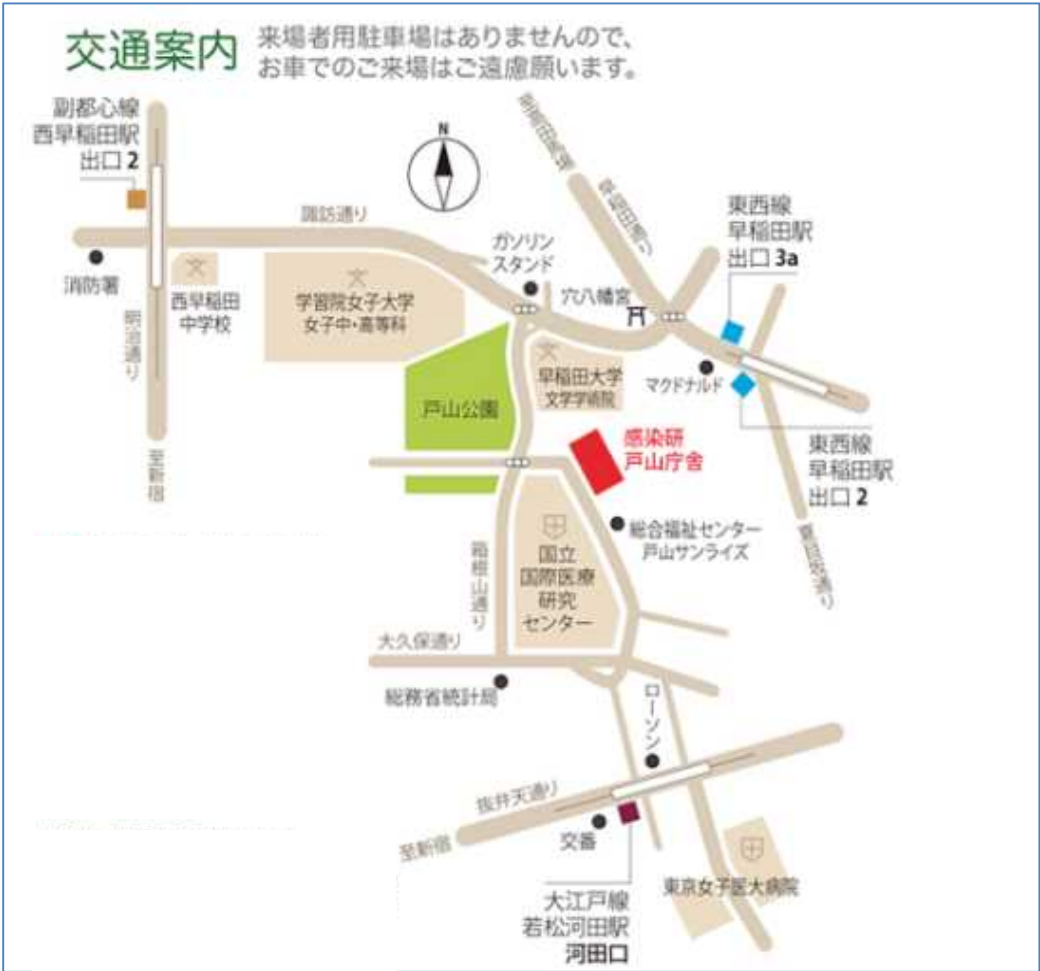 交通案内
来場者用駐車場はありませんので、
お車でのご来場はご遠慮願います。
副都心線
西早稲田駅
出口 2
N
諏訪通り
ガソリン
スタンド
早稲田通り
東西線
早稲田駅
出口 3a
消防署
西早稲田
中学校
学習院女子大学
女子中・高等科
穴八幡宮
明治通り
早稲田大学
文学学術院
マクドナルド
戸山公園
感染研
戸山庁舎
東西線
早稲田駅
出口 2
至新宿
総合福祉センター
戸山サンライズ
国立
国際医療
研究
センター
箱根山通り
夏目坂通り
大久保通り
総務省統計局
ローソン
抜弁天通り
至新宿
交番
東京女子医大病院
大江戸線
若松河田駅
河田口